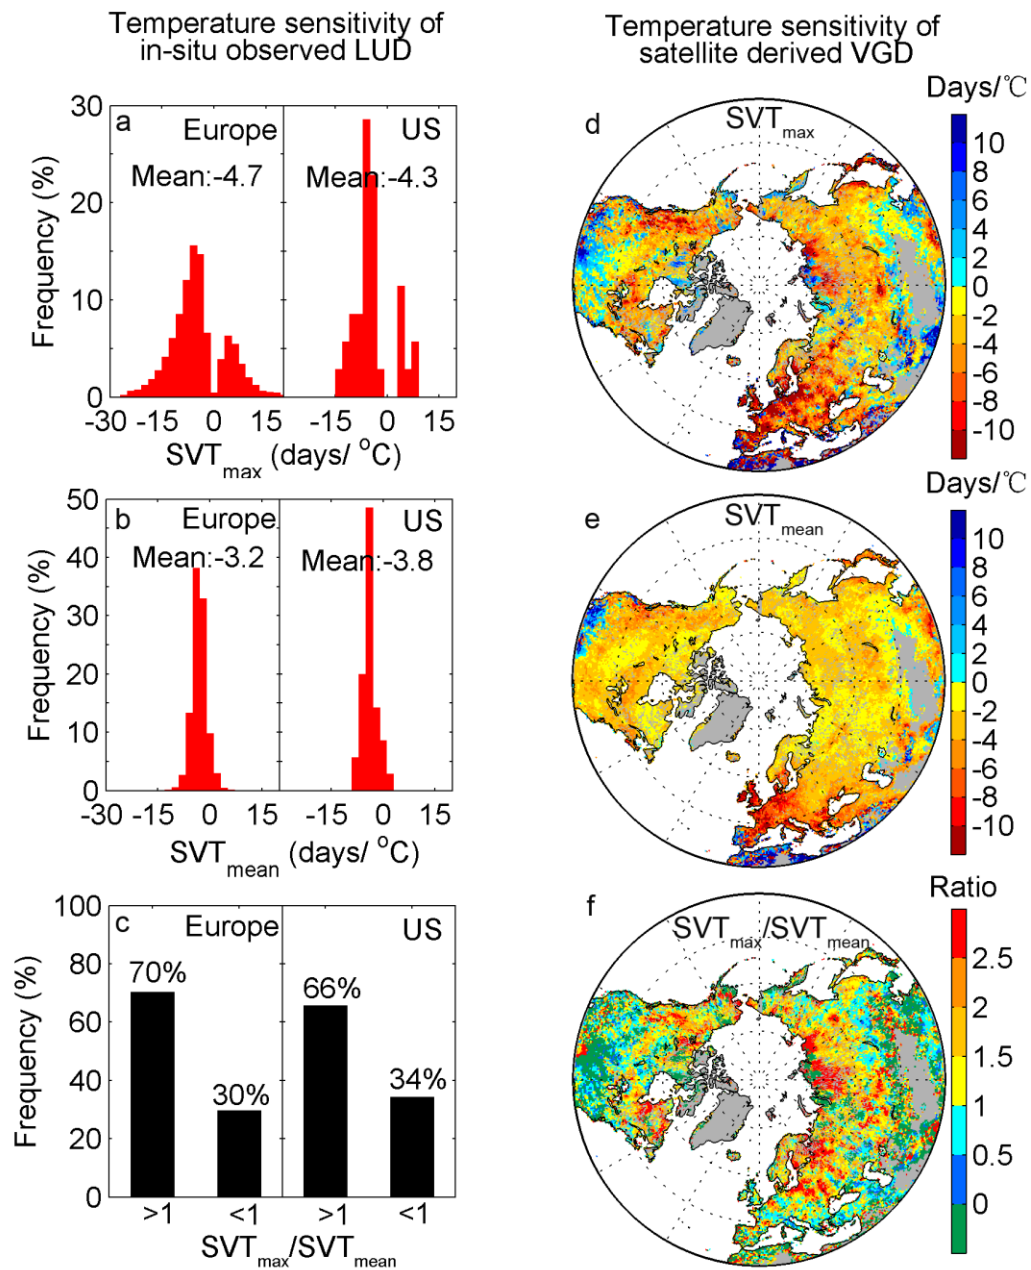 Temperature sensitivity of
in-situ observed LUD
Temperature sensitivity of
satellite derived VGD
a
Europe
US
Mean:-4.7
Mean:-4.3
30
20
10
0
Frequency (%)
-30 -15 0 15
-15 0 15
SVTmax (days/ °C)
b
Europe
US
Mean:-3.2
Mean:-3.8
50
40
30
20
10
0
Frequency (%)
-30 -15 0 15
-15 0 15
SVTmean (days/ °C)
c
Europe
US
70%
30%
66%
34%
100
80
60
40
20
0
Frequency (%)
>1 <1 >1 <1
SVTmax/SVTmean
d
SVTmax
Days/℃
10
8
6
4
2
0
-2
-4
-6
-8
-10
e
SVTmean
Days/℃
10
8
6
4
2
0
-2
-4
-6
-8
-10
f
SVTmax/SVTmean
Ratio
2.5
2
1.5
1
0.5
0